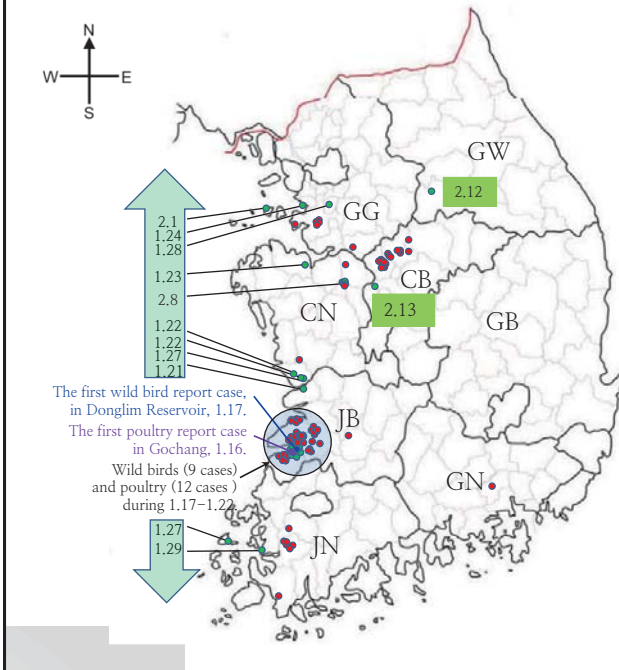 N
W
E
S
GW
2.12
GG
2.1
1.24
1.28
1.23
2.8
CB
CN
2.13
GB
1.22
1.22
1.27
1.21
The first wild bird report case,
in Donglim Reservoir, 1.17.
The first poultry report case
in Gochang, 1.16.
JB
Wild birds (9 cases)
and poultry (12 cases )
during 1.17-1.22.
GN
1.27
1.29
JN